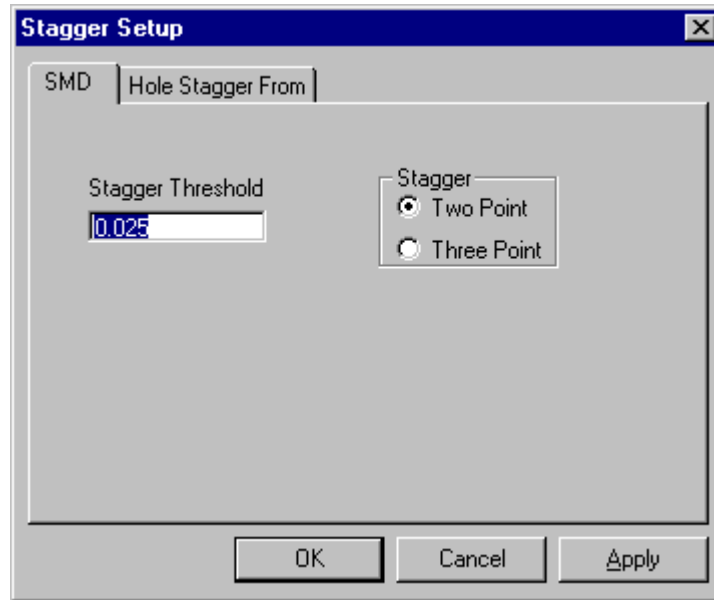 Stagger Setup
SMD Hole Stagger From
Stagger Threshold
0.025
Stagger
Two Point
Three Point
OK Cancel Apply